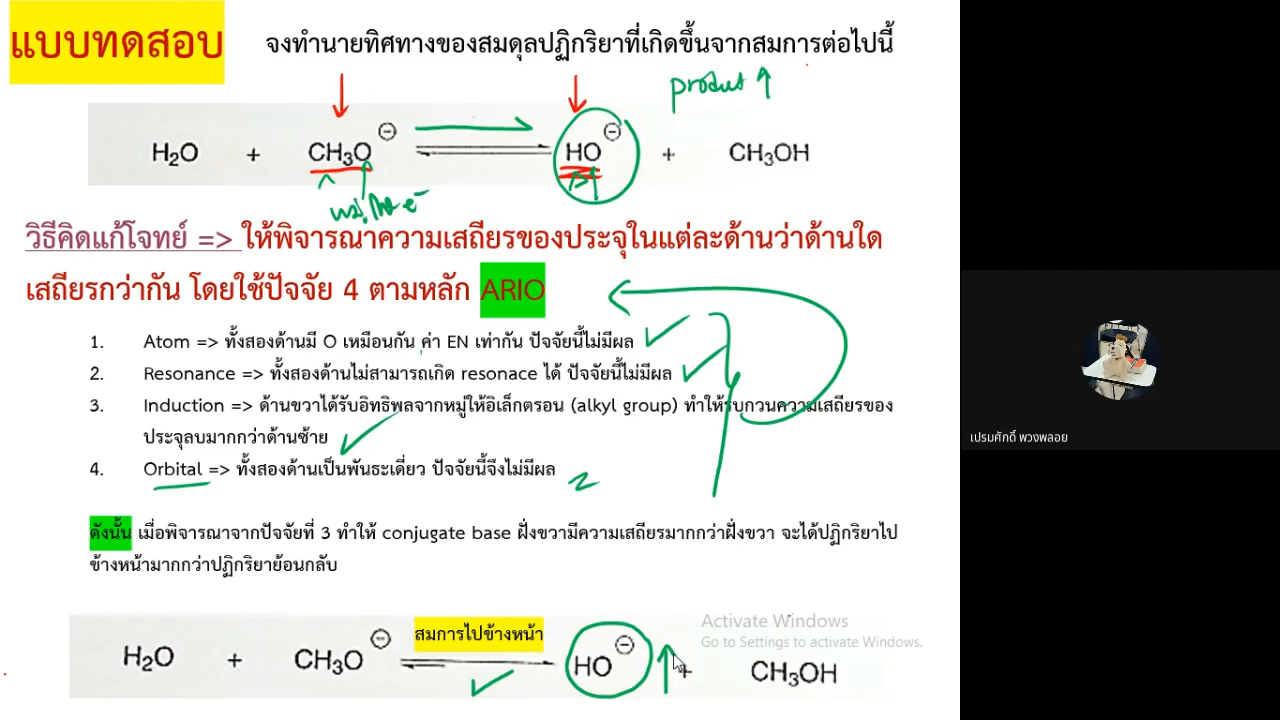 แบบทดสอบ
จงทำนายทิศทางของสมดุลปฏิกริยาที่เกิดขึ้นจากสมการต่อไปนี้
product ↑
H₂O + CH₃O ⊖ HO ⊖ + CH₃OH
วิธีคิดแก้โจทย์ => ให้พิจารณาความเสถียรของประจุในแต่ละด้านว่าด้านใด
เสถียรกว่ากัน โดยใช้ปัจจัย 4 ตามหลัก ARIO
1. Atom => ทั้งสองด้านมี O เหมือนกัน ค่า EN เท่ากัน ปัจจัยนี้ไม่มีผล
2. Resonance => ทั้งสองด้านไม่สามารถเกิด resonace ได้ ปัจจัยนี้ไม่มีผล
3. Induction => ด้านขวาได้รับอิทธิพลจากหมู่ให้อิเล็กตรอน (alkyl group) ทำให้รบกวนความเสถียรของ
ประจุลบมากกว่าด้านซ้าย
4. Orbital => ทั้งสองด้านเป็นพันธะเดี่ยว ปัจจัยนี้จึงไม่มีผล
ดังนั้น เมื่อพิจารณาจากปัจจัยที่ 3 ทำให้ conjugate base ฝั่งขวามีความเสถียรมากกว่าฝั่งขวา จะได้ปฏิกริยาไป
ข้างหน้ามากกว่าปฏิกริยาย้อนกลับ
Activate Windows
Go to Settings to activate Windows.
สมการไปข้างหน้า
H₂O + CH₃O ⊖ HO ⊖ + CH₃OH
เปรมศักดิ์ พวงพลอย